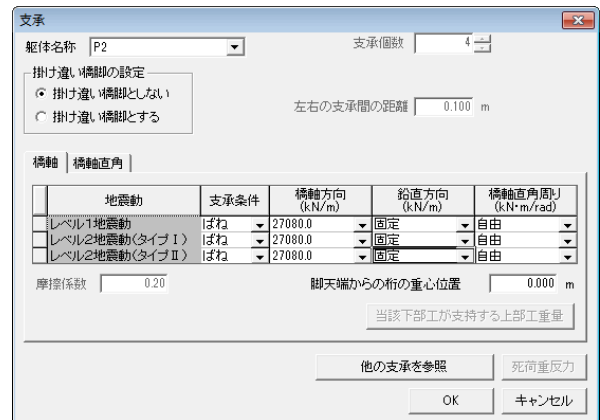 支承
躯体名称 P2
支承個数 4
掛け違い橋脚の設定
掛け違い橋脚としない
掛け違い橋脚とする
左右の支承間の距離 0.100 m
橋軸 橋軸直角
地震動 支承条件 橋軸方向 (kN/m) 鉛直方向 (kN/m) 橋軸直角周り (kN・m/rad)
レベル1地震動 ばね 27080.0 固定 自由
レベル2地震動(タイプⅠ) ばね 27080.0 固定 自由
レベル2地震動(タイプⅡ) ばね 27080.0 固定 自由
摩擦係数 0.20
脚天端からの桁の重心位置 0.000 m
当該下部工が支持する上部工重量
他の支承を参照 死荷重反力
OK キャンセル